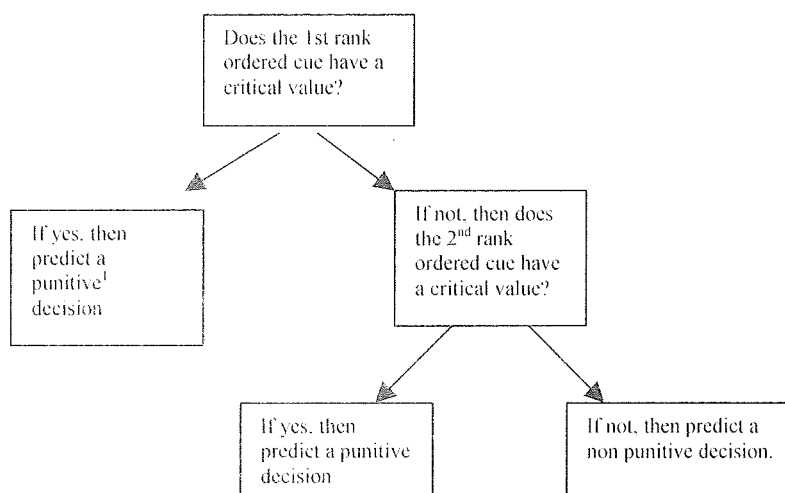 Does the 1st rank
ordered cue have a
critical value?
If yes, then
predict a
punitive¹
decision
If not, then does
the 2ⁿᵈ rank
ordered cue have
a critical value?
If yes, then
predict a punitive
decision
If not, then predict a
non punitive decision.